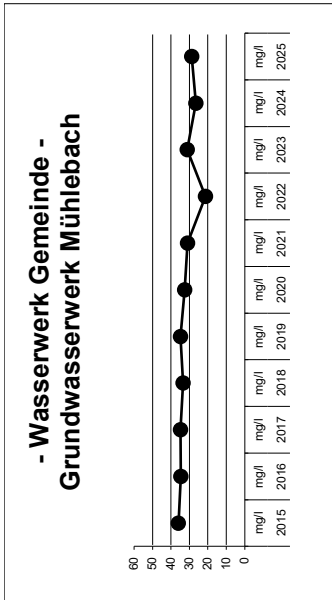 - Wasserwerk Gemeinde -
Grundwasserwerk Mühlebach
60
50
40
30
20
10
0
mg/l mg/l mg/l mg/l mg/l mg/l mg/l mg/l mg/l mg/l mg/l
2015 2016 2017 2018 2019 2020 2021 2022 2023 2024 2025